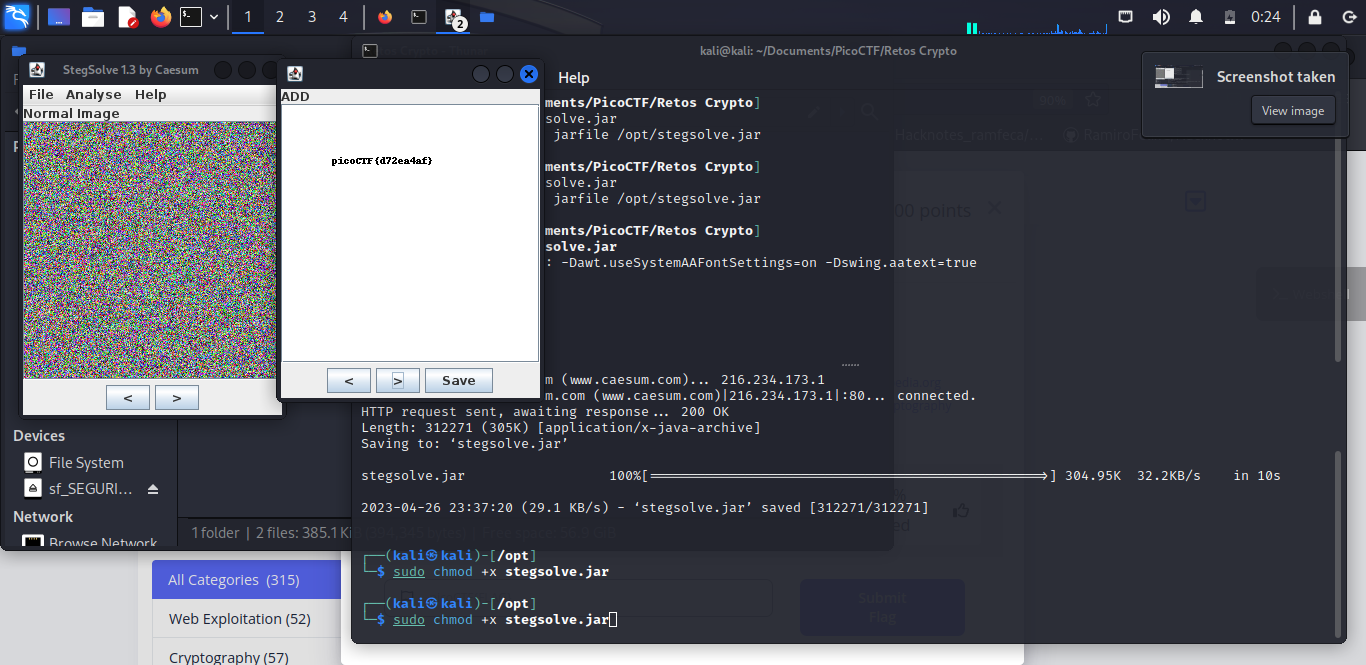 1 2 3 4
2
0:24
StegSolve 1.3 by Caesum
File Analyse Help
Normal Image
< >
ADD
picoCTF{d72ea4af}
< > Save
kali@kali: ~/Documents/PicoCTF/Retos Crypto
Help
ments/PicoCTF/Retos Crypto]
solve.jar
jarfile /opt/stegsolve.jar
ments/PicoCTF/Retos Crypto]
solve.jar
jarfile /opt/stegsolve.jar
ments/PicoCTF/Retos Crypto]
solve.jar
: -Dawt.useSystemAAFontSettings=on -Dswing.aatext=true
m (www.caesum.com)... 216.234.173.1
m.com (www.caesum.com)|216.234.173.1|:80... connected.
HTTP request sent, awaiting response... 200 OK
Length: 312271 (305K) [application/x-java-archive]
Saving to: ‘stegsolve.jar’
stegsolve.jar 100%[===================>] 304.95K 32.2KB/s in 10s
2023-04-26 23:37:20 (29.1 KB/s) - ‘stegsolve.jar’ saved [312271/312271]
(kali㉿kali)-[/opt]
$ sudo chmod +x stegsolve.jar
(kali㉿kali)-[/opt]
$ sudo chmod +x stegsolve.jar
Screenshot taken
View image
90%
Hacknotes_ramfeca/...
00 points
Submit
Flag
Devices
File System
sf_SEGURI...
Network
Browse Network
1 folder | 2 files: 385.1 Ki
All Categories (315)
Web Exploitation (52)
Cryptography (57)